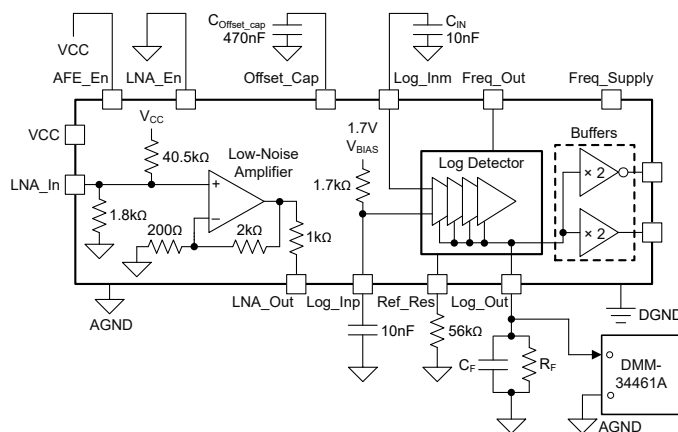 C_Offset_cap
470nF
C_IN
10nF
VCC
AFE_En
LNA_En
Offset_Cap
Log_Inm
Freq_Out
Freq_Supply
VCC
V_CC
40.5kΩ
Low-Noise
Amplifier
1.7V
V_BIAS
1.7kΩ
Log Detector
Buffers
× 2
× 2
LNA_In
1.8kΩ
200Ω
2kΩ
1kΩ
+
−
LNA_Out
Log_Inp
Ref_Res
Log_Out
AGND
DGND
10nF
56kΩ
C_F
R_F
DMM-
34461A
AGND